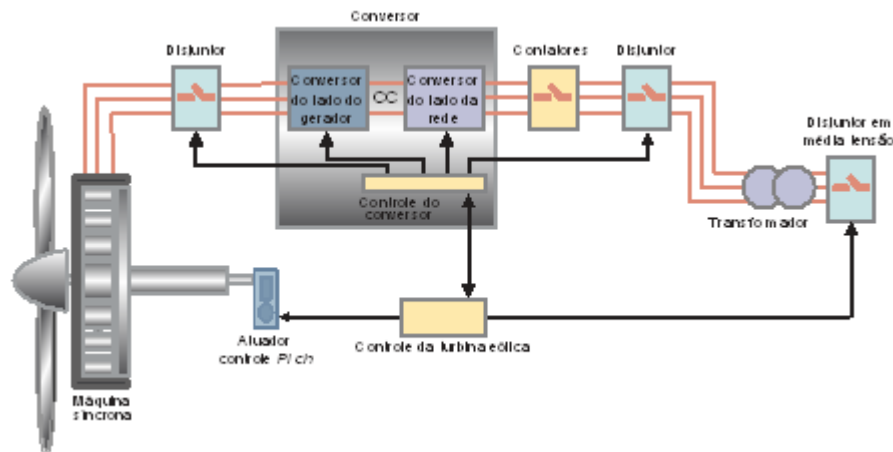 Conversor
Disjuntor
Contatores
Disjuntor
Conversor
do lado do
gerador
CC
Conversor
do lado da
rede
Disjuntor em
média tensão
Controle do
conversor
Transformador
Atuador
controle Pitch
Controle da turbina eólica
Máquina
síncrona